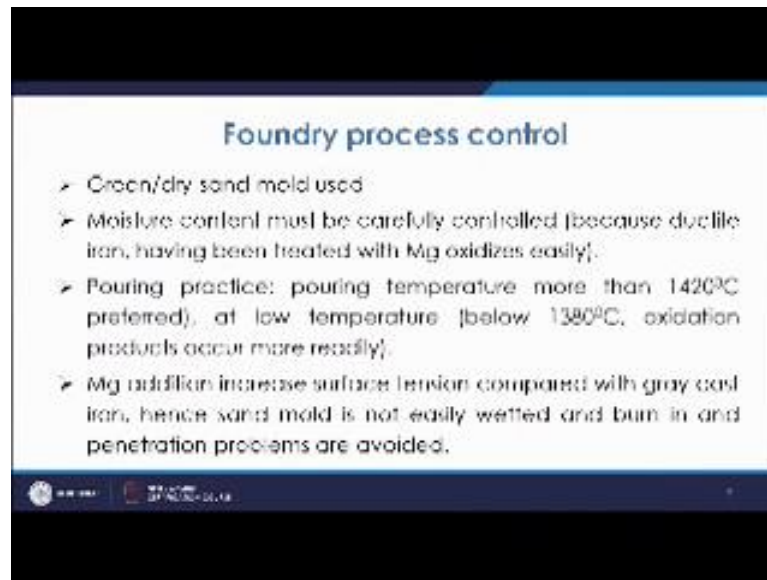 Foundry process control
➢ Green/dry sand mold used
➢ Moisture content must be carefully controlled (because ductile
iron, having been treated with Mg oxidizes easily).
➢ Pouring practice: pouring temperature more than 1420⁰C
preferred), at low temperature (below 1380⁰C, oxidation
products occur more readily).
➢ Mg addition increase surface tension compared with gray cast
iron, hence sand mold is not easily wetted and burn in and
penetration problems are avoided.